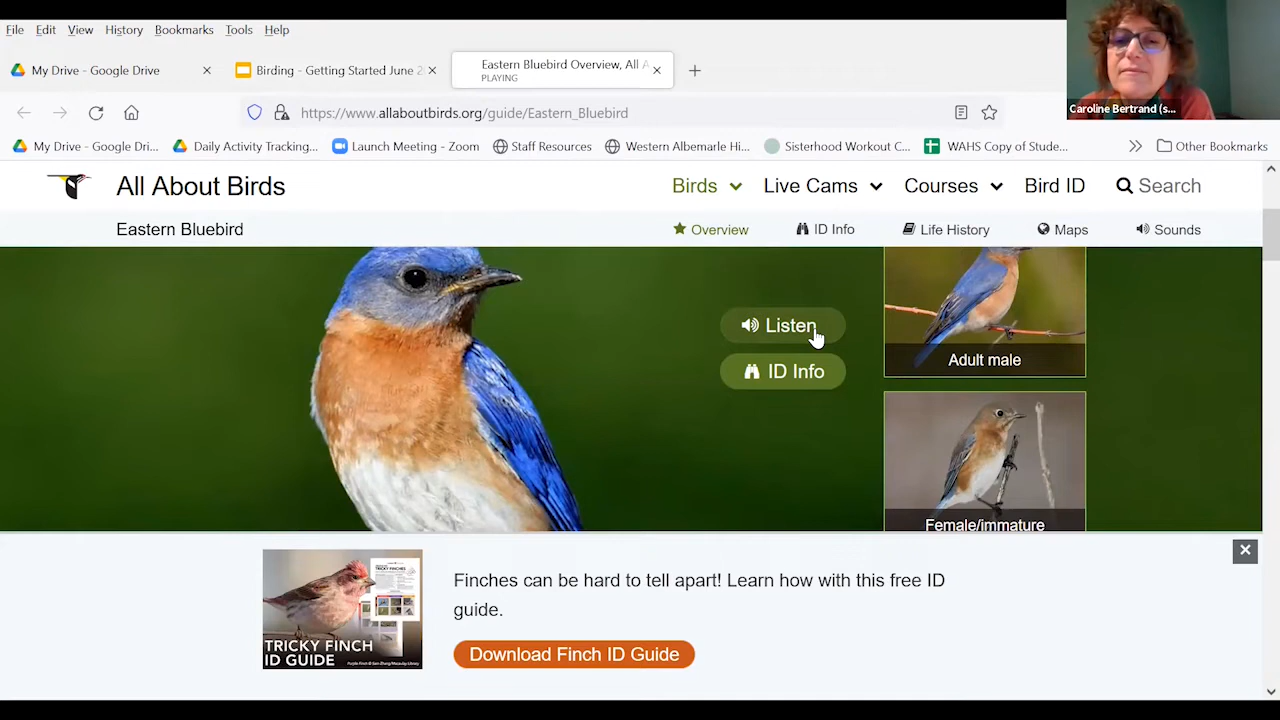 File Edit View History Bookmarks Tools Help
My Drive - Google Drive
Birding - Getting Started June 2
Eastern Bluebird Overview, All A
PLAYING
https://www.allaboutbirds.org/guide/Eastern_Bluebird
Caroline Bertrand (s...
My Drive - Google Dri... Daily Activity Tracking... Launch Meeting - Zoom Staff Resources Western Albemarle Hi... Sisterhood Workout C... WAHS Copy of Stude... Other Bookmarks
All About Birds Birds Live Cams Courses Bird ID Search
Eastern Bluebird Overview ID Info Life History Maps Sounds
Listen
ID Info
Adult male
Female/immature
Finches can be hard to tell apart! Learn how with this free ID
guide.
TRICKY FINCH
ID GUIDE
Download Finch ID Guide